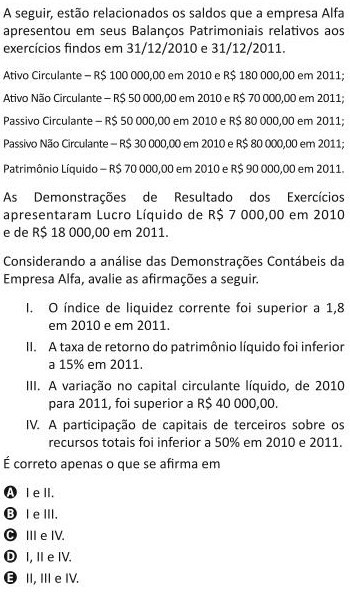 A seguir, estão relacionados os saldos que a empresa Alfa
apresentou em seus Balanços Patrimoniais relativos aos
exercícios findos em 31/12/2010 e 31/12/2011.
Ativo Circulante – R$ 100 000,00 em 2010 e R$ 180 000,00 em 2011;
Ativo Não Circulante – R$ 50 000,00 em 2010 e R$ 70 000,00 em 2011;
Passivo Circulante – R$ 50 000,00 em 2010 e R$ 80 000,00 em 2011;
Passivo Não Circulante – R$ 30 000,00 em 2010 e R$ 80 000,00 em 2011;
Patrimônio Líquido – R$ 70 000,00 em 2010 e R$ 90 000,00 em 2011.
As Demonstrações de Resultado dos Exercícios
apresentaram Lucro Líquido de R$ 7 000,00 em 2010
e de R$ 18 000,00 em 2011.
Considerando a análise das Demonstrações Contábeis da
Empresa Alfa, avalie as afirmações a seguir.
I. O índice de liquidez corrente foi superior a 1,8
em 2010 e em 2011.
II. A taxa de retorno do patrimônio líquido foi inferior
a 15% em 2011.
III. A variação no capital circulante líquido, de 2010
para 2011, foi superior a R$ 40 000,00.
IV. A participação de capitais de terceiros sobre os
recursos totais foi inferior a 50% em 2010 e 2011.
É correto apenas o que se afirma em
A I e II.
B I e III.
C III e IV.
D I, II e IV.
E II, III e IV.